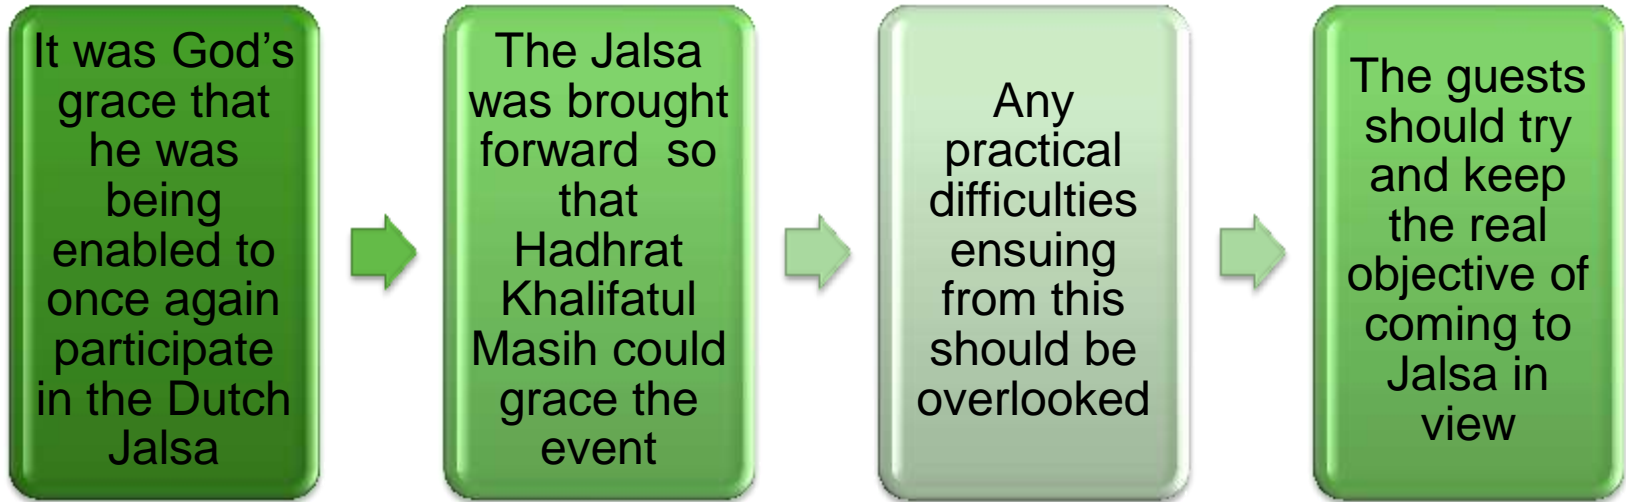 It was God’s
grace that
he was
being
enabled to
once again
participate
in the Dutch
Jalsa
The Jalsa
was brought
forward  so
that
Hadhrat
Khalifatul
Masih could
grace the
event
Any
practical
difficulties
ensuing
from this
should be
overlooked
The guests
should try
and keep
the real
objective of
coming to
Jalsa in
view